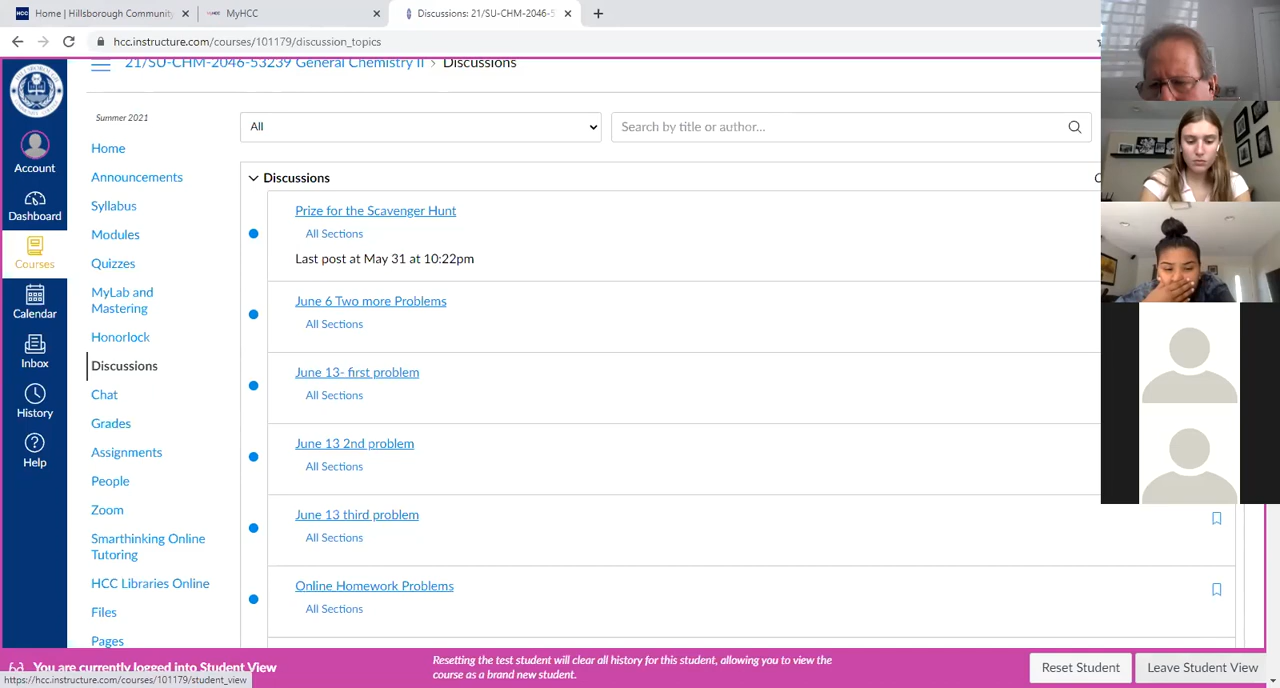 HCC Home | Hillsborough Community
MyHCC
Discussions: 21/SU-CHM-2046-5
hcc.instructure.com/courses/101179/discussion_topics
21/SU-CHM-2046-53239 General Chemistry II > Discussions
Account
Dashboard
Courses
Calendar
Inbox
History
Help
Summer 2021
Home
Announcements
Syllabus
Modules
Quizzes
MyLab and
Mastering
Honorlock
Discussions
Chat
Grades
Assignments
People
Zoom
Smarthinking Online
Tutoring
HCC Libraries Online
Files
Pages
All
Search by title or author...
Discussions
Prize for the Scavenger Hunt
All Sections
Last post at May 31 at 10:22pm
June 6 Two more Problems
All Sections
June 13- first problem
All Sections
June 13 2nd problem
All Sections
June 13 third problem
All Sections
Online Homework Problems
All Sections
You are currently logged into Student View
Resetting the test student will clear all history for this student, allowing you to view the
course as a brand new student.
Reset Student
Leave Student View
https://hcc.instructure.com/courses/101179/student_view